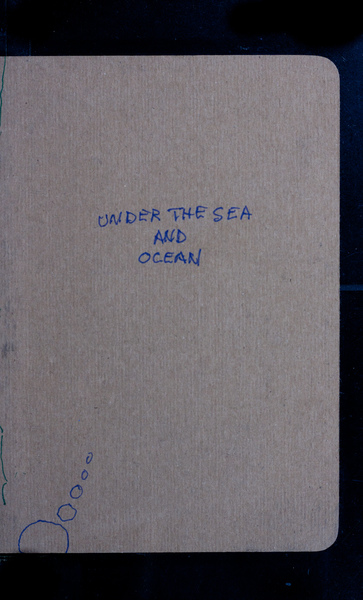 UNDER THE SEA
AND
OCEAN